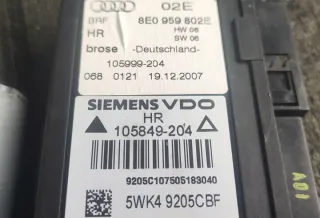 02E
BAF 8E0 959 802E
HR HW 06
SW 06
brose -Deutschland-
105999-204
068 0121 19.12.2007
SIEMENS VDO
HR
105849-204
9205C107505183040
5WK4 9205CBF
A01